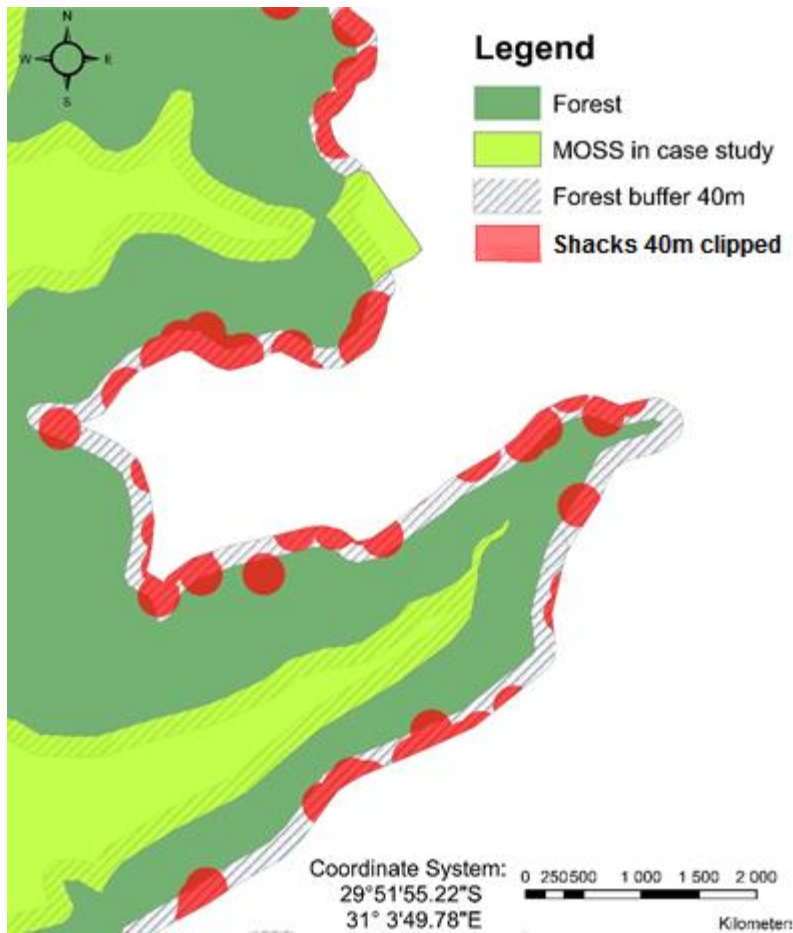 N
W E
S
Legend
Forest
MOSS in case study
Forest buffer 40m
Shacks 40m clipped
Coordinate System:
29°51'55.22"S
31° 3'49.78"E
0 250500 1 000 1 500 2 000
Kilometers